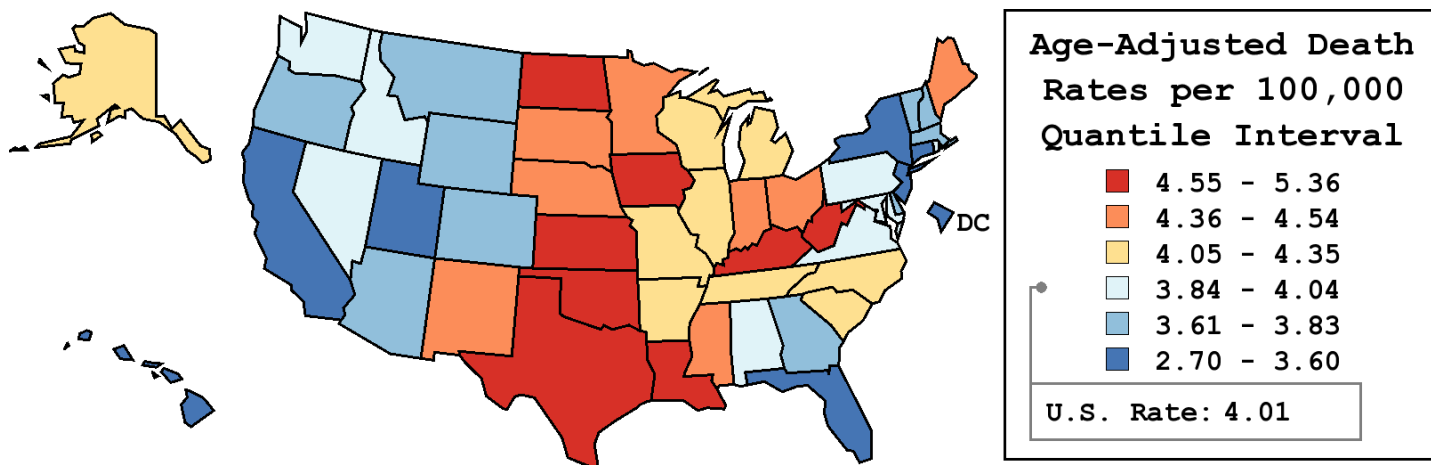 DC
Age-Adjusted Death
Rates per 100,000
Quantile Interval
4.55 - 5.36
4.36 - 4.54
4.05 - 4.35
3.84 - 4.04
3.61 - 3.83
2.70 - 3.60
U.S. Rate: 4.01